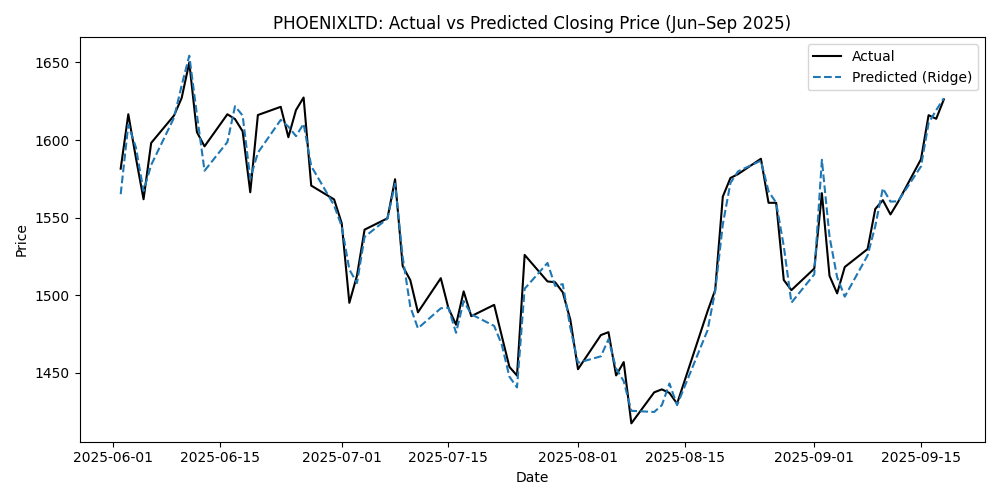 PHOENIXLTD: Actual vs Predicted Closing Price (Jun–Sep 2025)
Actual
Predicted (Ridge)
Price
1650
1600
1550
1500
1450
2025-06-01 2025-06-15 2025-07-01 2025-07-15 2025-08-01 2025-08-15 2025-09-01 2025-09-15
Date